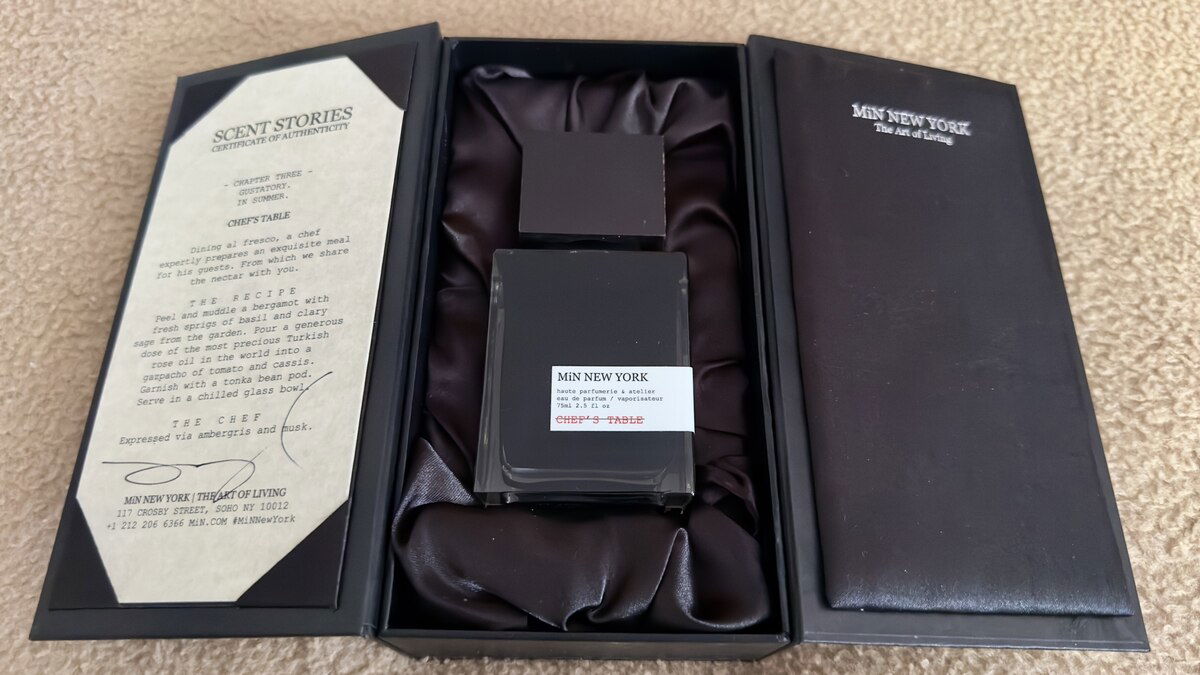 SCENT STORIES
CERTIFICATE OF AUTHENTICITY
- CHAPTER THREE -
GUSTATORY.
IN SUMMER.
CHEF'S TABLE
Dining al fresco, a chef
expertly prepares an exquisite meal
for his guests. From which we share
the nectar with you.
THE RECIPE
Peel and muddle a bergamot with
fresh sprigs of basil and clary
sage from the garden. Pour a generous
dose of the most precious Turkish
rose oil in the world into a
gazpacho of tomato and cassis.
Garnish with a tonka bean pod.
Serve in a chilled glass bowl.
THE CHEF
Expressed via ambergris and musk.
MiN NEW YORK | THE ART OF LIVING
117 CROSBY STREET, SOHO NY 10012
+1 212 206 6366 MiN.COM #MiNNewYork
MiN NEW YORK
haute parfumerie & atelier
eau de parfum / vaporisateur
75ml 2.5 fl oz
CHEF'S TABLE
MiN NEW YORK
The Art of Living